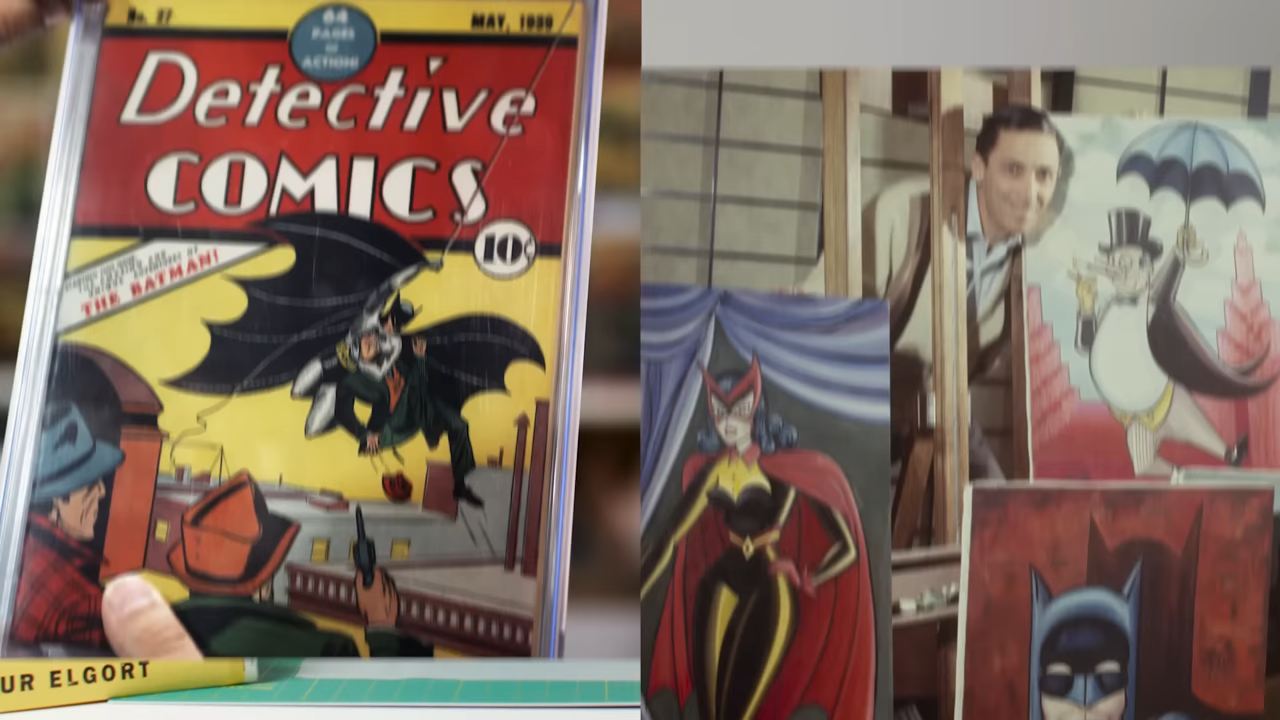 No. 27
MAY, 1939
64
PAGES
of
ACTION!
Detective
COMICS
10¢
THE BATMAN!
UR ELGORT